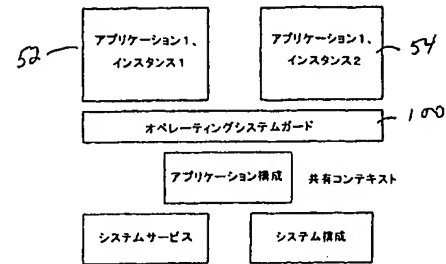 アプリケーション1、
インスタンス1
アプリケーション1、
インスタンス2
52
54
オペレーティングシステムガード
100
アプリケーション構成
共有コンテキスト
システムサービス
システム構成